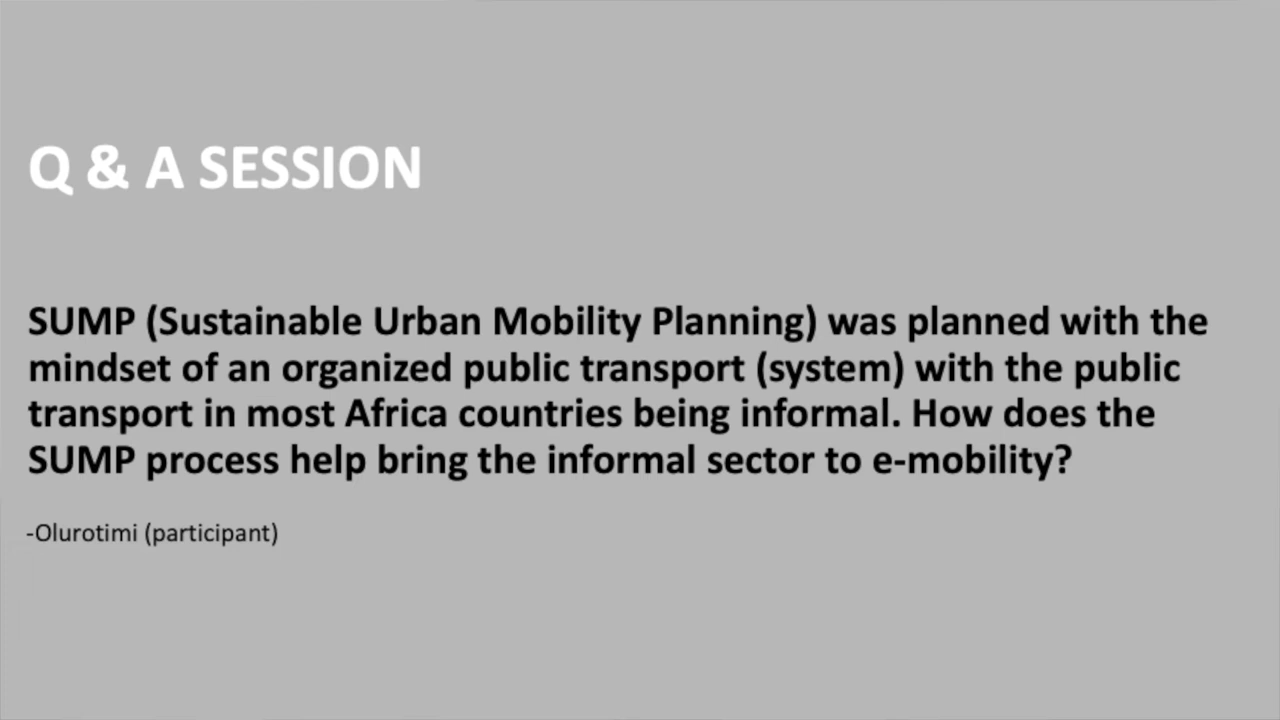 Q & A SESSION
SUMP (Sustainable Urban Mobility Planning) was planned with the
mindset of an organized public transport (system) with the public
transport in most Africa countries being informal. How does the
SUMP process help bring the informal sector to e-mobility?
-Olurotimi (participant)